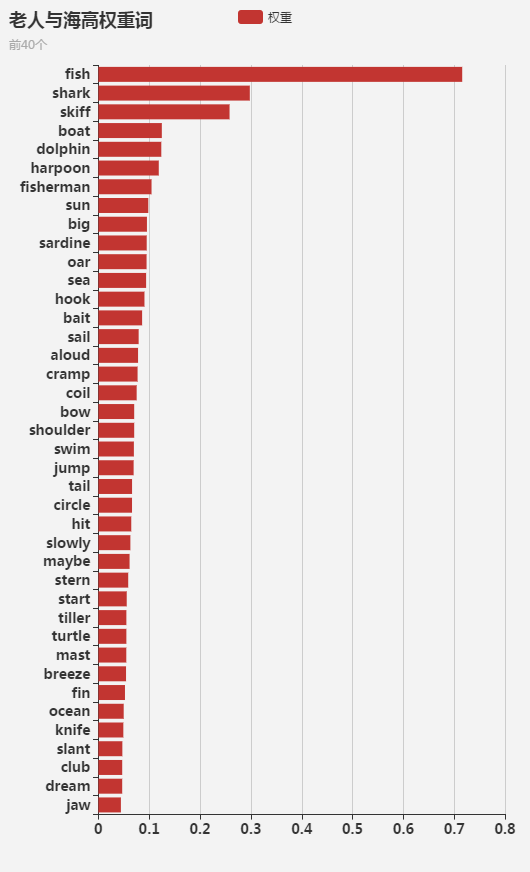 老人与海高权重词
权重
前40个
fish
shark
skiff
boat
dolphin
harpoon
fisherman
sun
big
sardine
oar
sea
hook
bait
sail
aloud
cramp
coil
bow
shoulder
swim
jump
tail
circle
hit
slowly
maybe
stern
start
tiller
turtle
mast
breeze
fin
ocean
knife
slant
club
dream
jaw
0 0.1 0.2 0.3 0.4 0.5 0.6 0.7 0.8